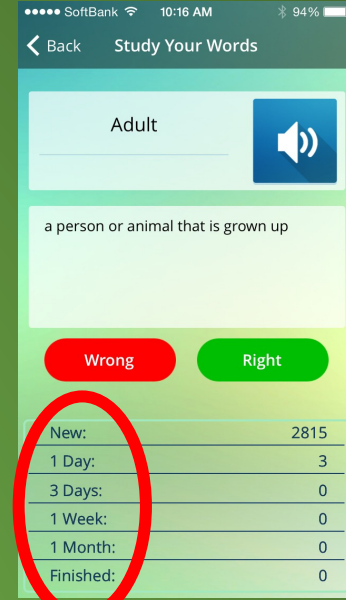 SoftBank 10:16 AM 94%
Back Study Your Words
Adult
a person or animal that is grown up
Wrong Right
New: 2815
1 Day: 3
3 Days: 0
1 Week: 0
1 Month: 0
Finished: 0